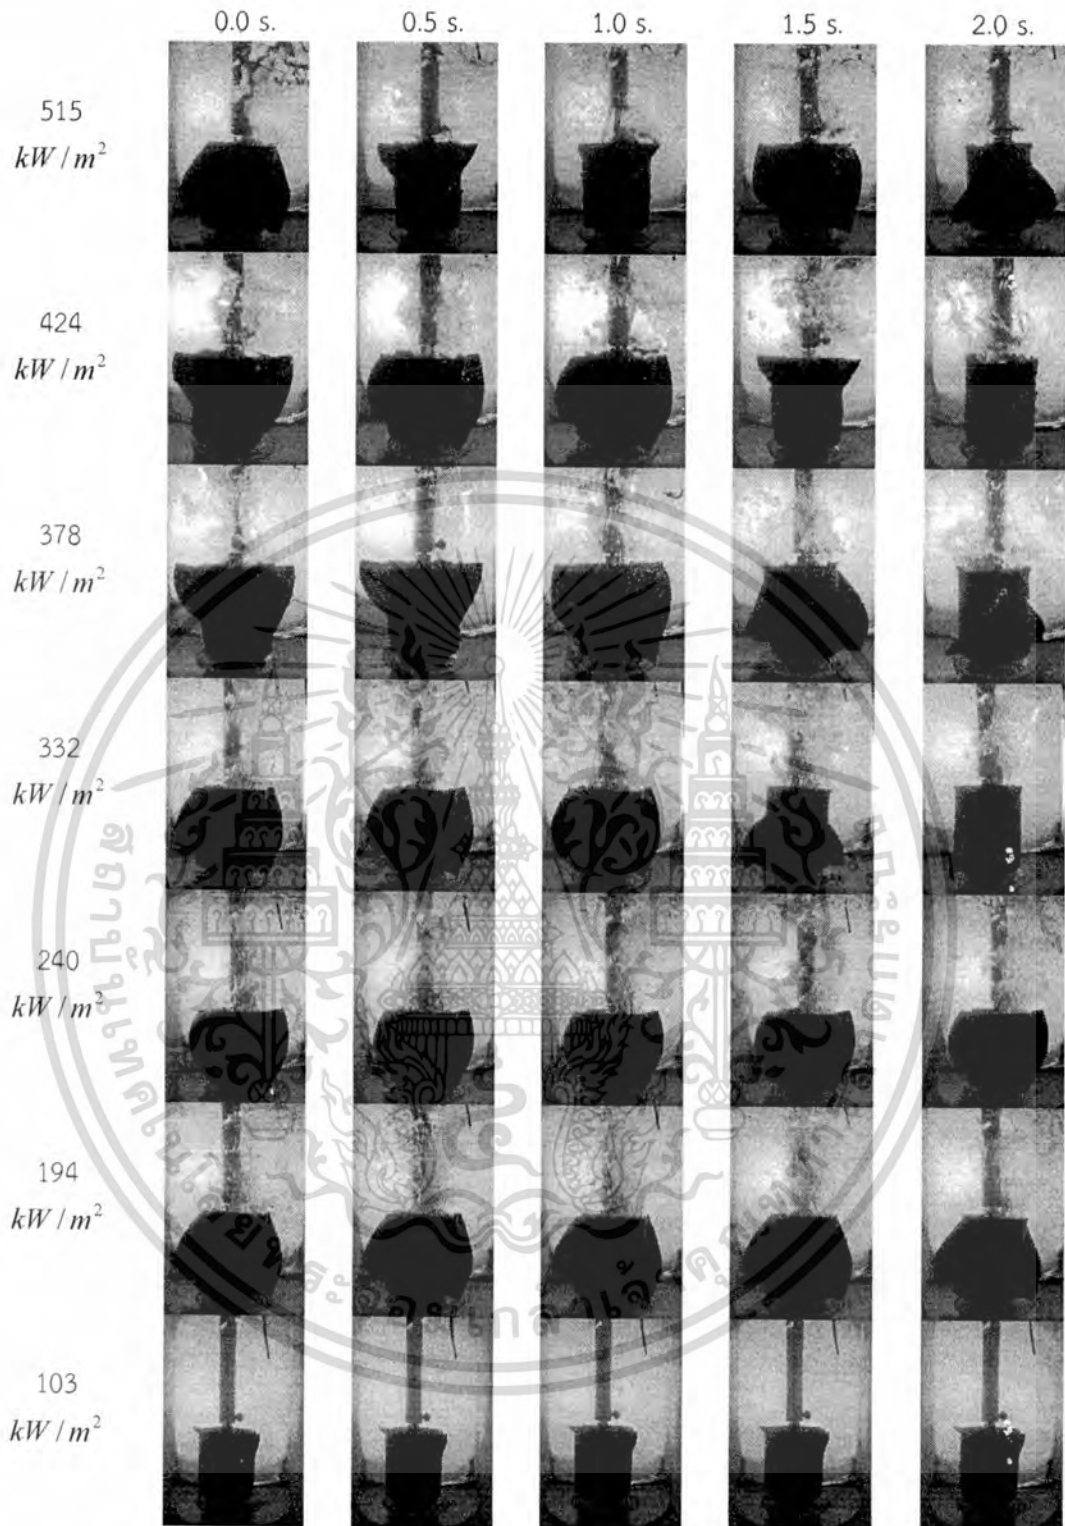 0.0 s. 0.5 s. 1.0 s. 1.5 s. 2.0 s.
515
kW / m²
424
kW / m²
378
kW / m²
332
kW / m²
240
kW / m²
194
kW / m²
103
kW / m²